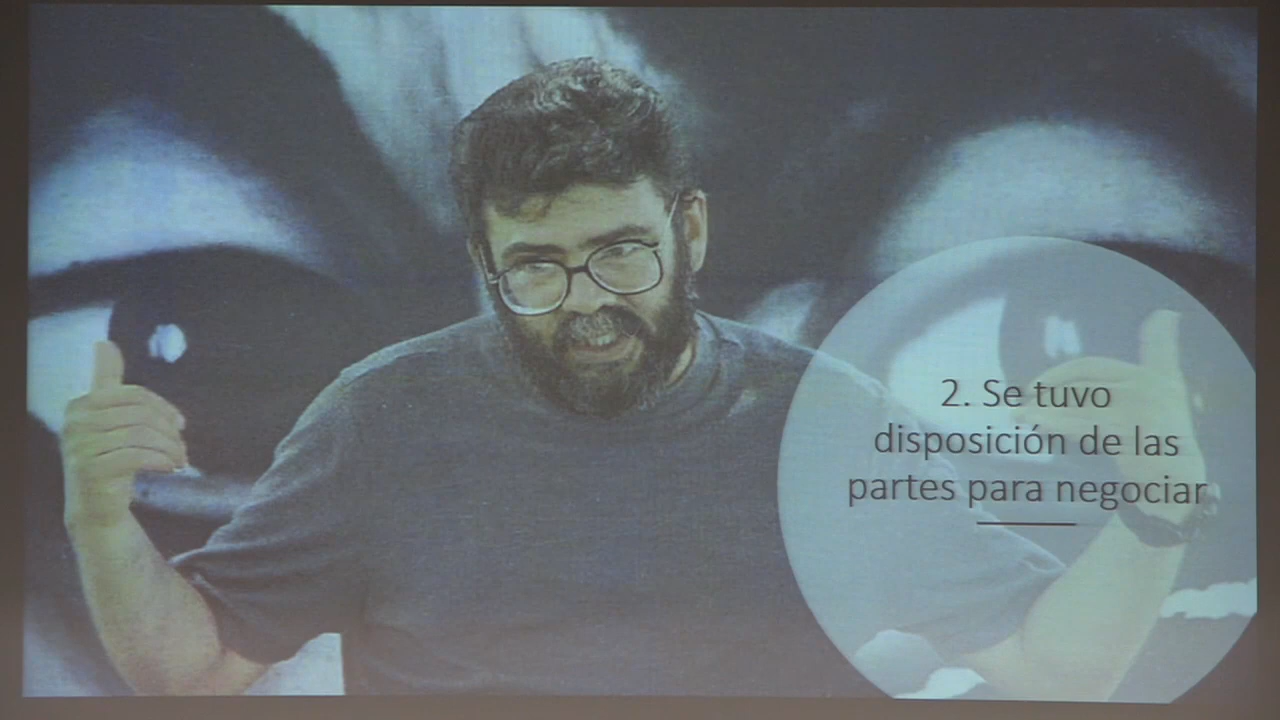 2. Se tuvo
disposición de las
partes para negociar